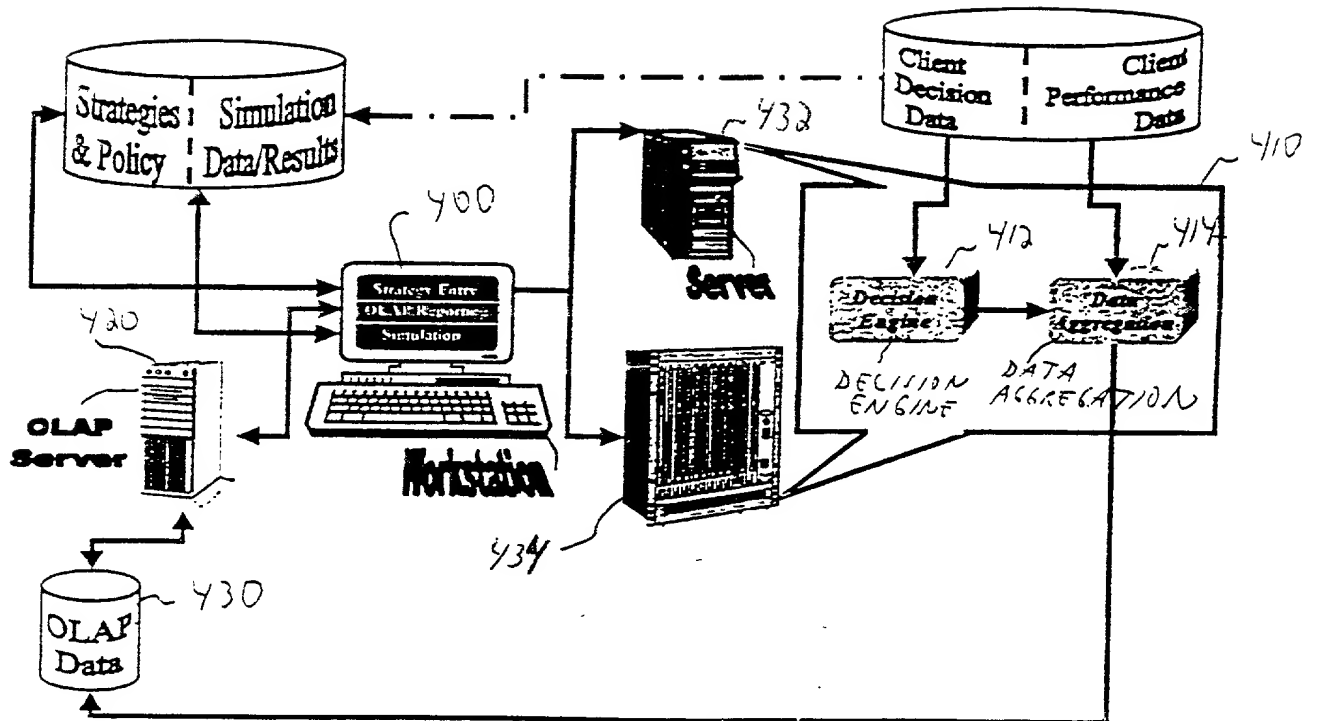 Strategies
& Policy
Simulation
Data/Results
Client
Decision
Data
Client
Performance
Data
432
410
400
412
414
Server
Strategy Entry
OLAP Reporting
Simulation
Decision
Engine
Data
Aggregation
420
DECISION
ENGINE
DATA
AGGREGATION
OLAP
Server
Workstation
434
430
OLAP
Data